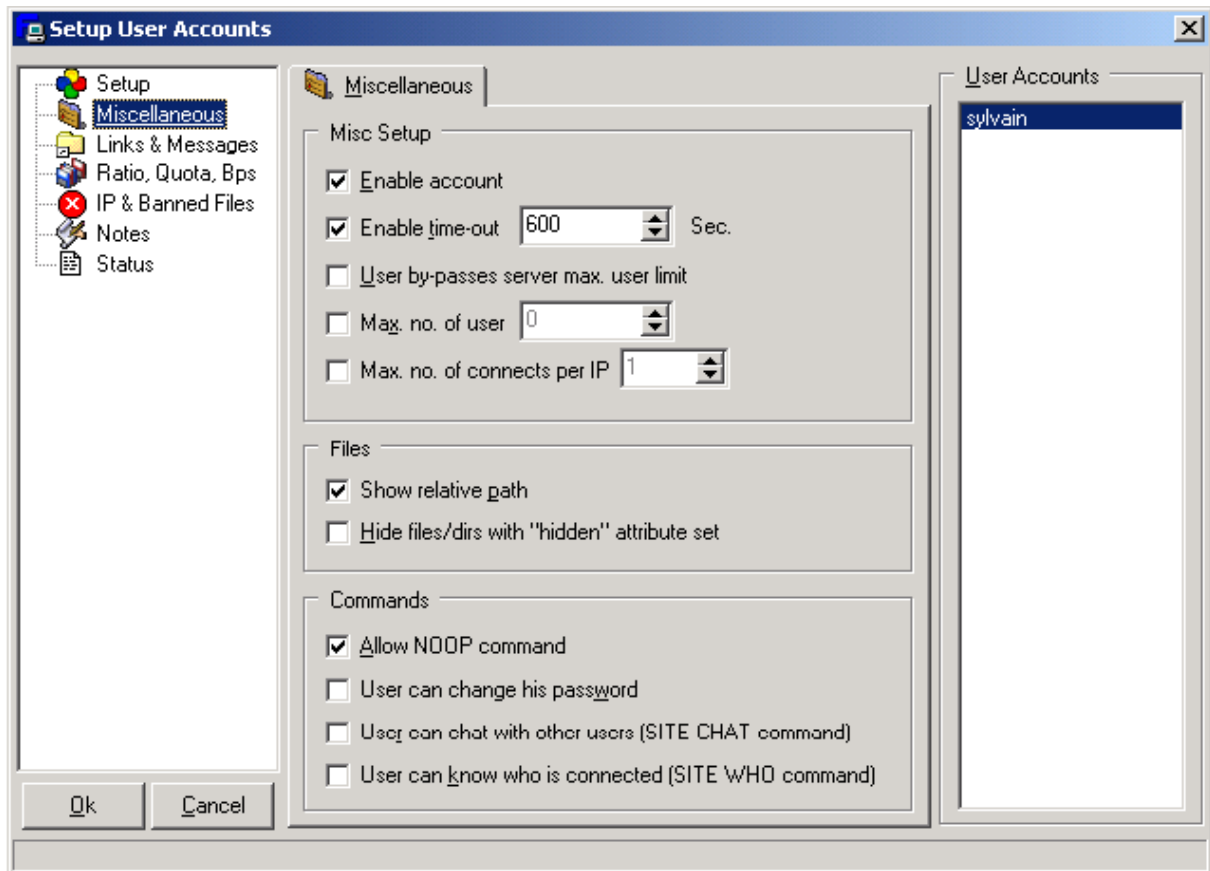 Setup User Accounts
Setup
Miscellaneous
Links & Messages
Ratio, Quota, Bps
IP & Banned Files
Notes
Status
Ok
Cancel
Miscellaneous
Misc Setup
Enable account
Enable time-out 600 Sec.
User by-passes server max. user limit
Max. no. of user 0
Max. no. of connects per IP 1
Files
Show relative path
Hide files/dirs with "hidden" attribute set
Commands
Allow NOOP command
User can change his password
User can chat with other users (SITE CHAT command)
User can know who is connected (SITE WHO command)
User Accounts
sylvain